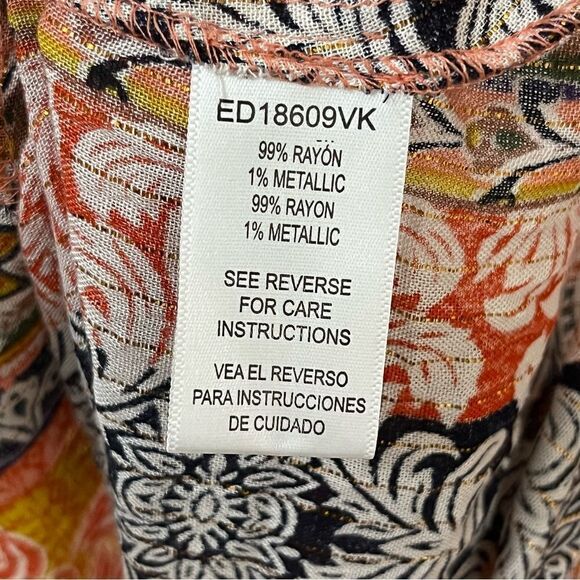 ED18609VK
99% RAYÓN
1% METALLIC
99% RAYON
1% METALLIC
SEE REVERSE
FOR CARE
INSTRUCTIONS
VEA EL REVERSO
PARA INSTRUCCIONES
DE CUIDADO